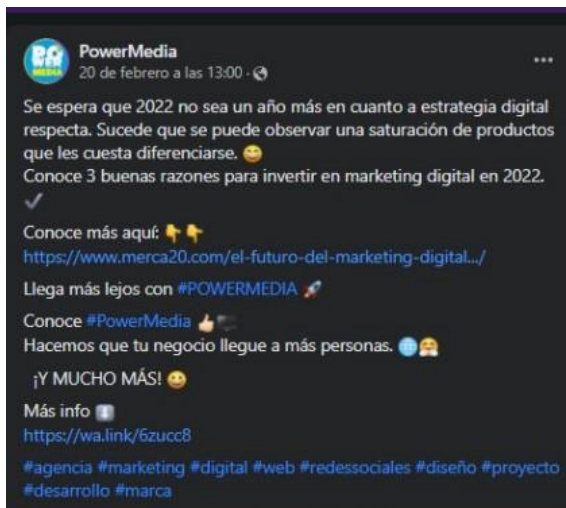 POWER
MEDIA
PowerMedia
20 de febrero a las 13:00 ·
Se espera que 2022 no sea un año más en cuanto a estrategia digital
respecta. Sucede que se puede observar una saturación de productos
que les cuesta diferenciarse. 😄
Conoce 3 buenas razones para invertir en marketing digital en 2022.
✔
Conoce más aquí: 👇👇
https://www.merca20.com/el-futuro-del-marketing-digital.../
Llega más lejos con #POWERMEDIA 🚀
Conoce #PowerMedia 👍🏻
Hacemos que tu negocio llegue a más personas. 🌐🤗
¡Y MUCHO MÁS! 😀
Más info ⬇
https://wa.link/6zucc8
#agencia #marketing #digital #web #redessociales #diseño #proyecto
#desarrollo #marca